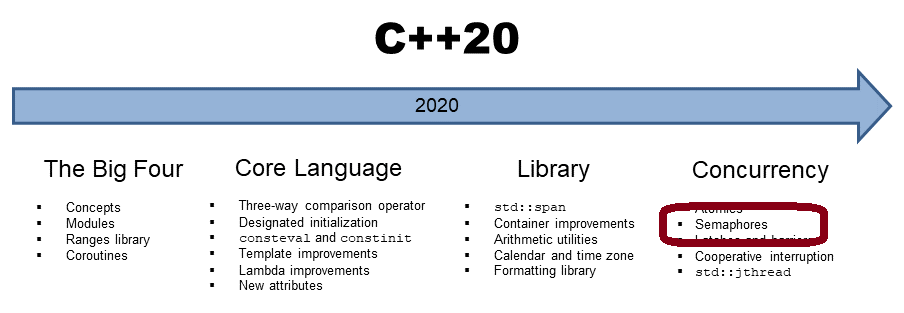 C++20
2020
The Big Four
Concepts
Modules
Ranges library
Coroutines
Core Language
Three-way comparison operator
Designated initialization
consteval and constinit
Template improvements
Lambda improvements
New attributes
Library
std::span
Container improvements
Arithmetic utilities
Calendar and time zone
Formatting library
Concurrency
Atomics
Semaphores
Latches and barriers
Cooperative interruption
std::jthread